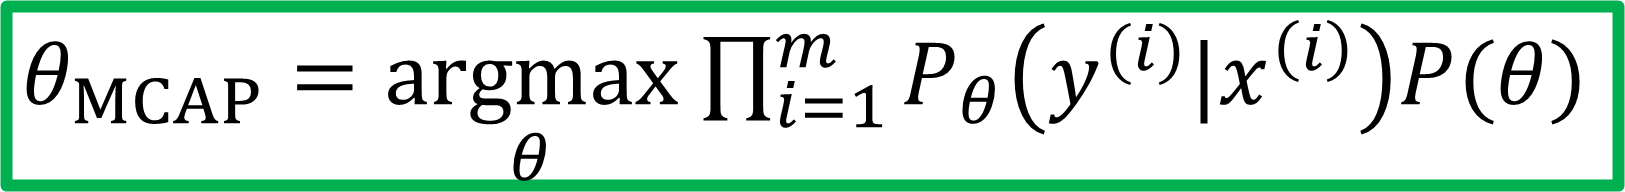 θ_MCAP = argmax_θ ∏_{i=1}^{m} P_θ(y^{(i)}|x^{(i)})P(θ)